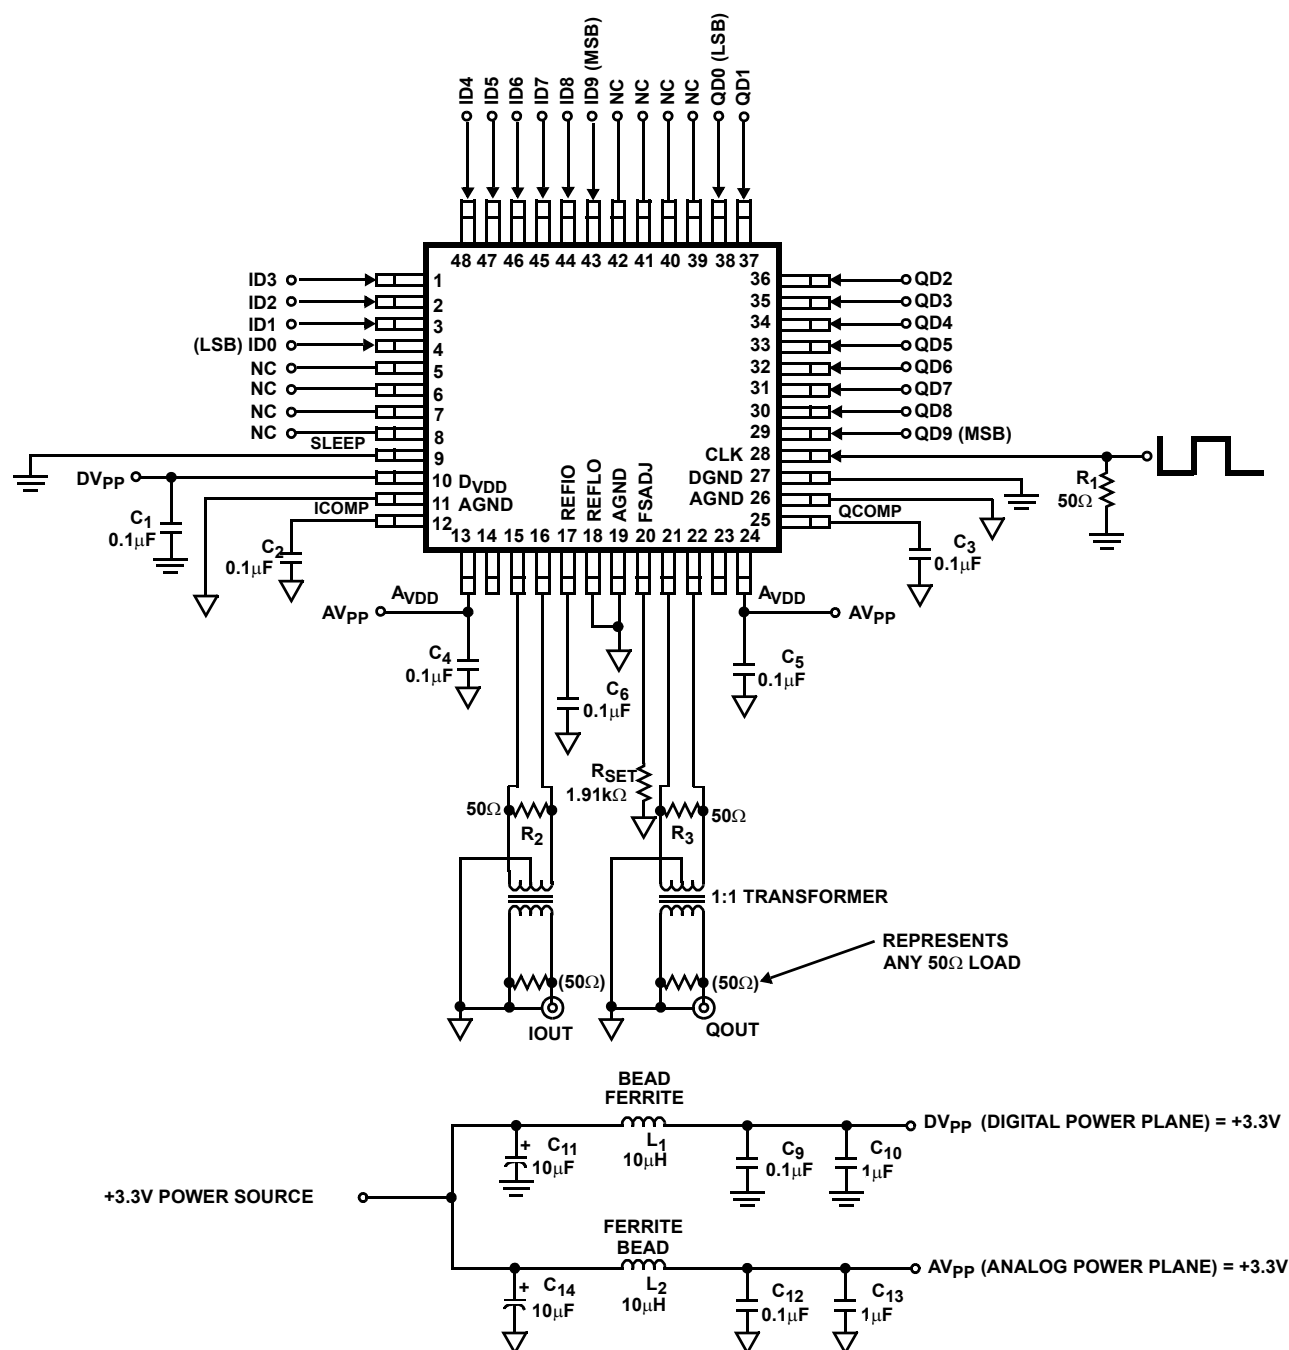 ID4
ID5
ID6
ID7
ID8
ID9 (MSB)
NC
NC
NC
NC
QD0 (LSB)
QD1
48 47 46 45 44 43 42 41 40 39 38 37
ID3
ID2
ID1
(LSB) ID0
NC
NC
NC
NC
SLEEP
DVPP
ICOMP
1
2
3
4
5
6
7
8
9
10 DVDD
11 AGND
12
36
35
34
33
32
31
30
29
CLK 28
DGND 27
AGND 26
25
QD2
QD3
QD4
QD5
QD6
QD7
QD8
QD9 (MSB)
QCOMP
REFIO
REFLO
AGND
FSADJ
13 14 15 16 17 18 19 20 21 22 23 24
R1
50Ω
C1
0.1µF
C2
0.1µF
C3
0.1µF
AVDD
AVPP
C4
0.1µF
C6
0.1µF
AVDD
AVPP
C5
0.1µF
RSET
1.91kΩ
50Ω
R2
R3
50Ω
1:1 TRANSFORMER
REPRESENTS
ANY 50Ω LOAD
(50Ω)
(50Ω)
IOUT
QOUT
BEAD
FERRITE
L1
10µH
C11
+
10µF
C9
0.1µF
C10
1µF
DVPP (DIGITAL POWER PLANE) = +3.3V
+3.3V POWER SOURCE
FERRITE
BEAD
L2
10µH
+
C14
10µF
C12
0.1µF
C13
1µF
AVPP (ANALOG POWER PLANE) = +3.3V